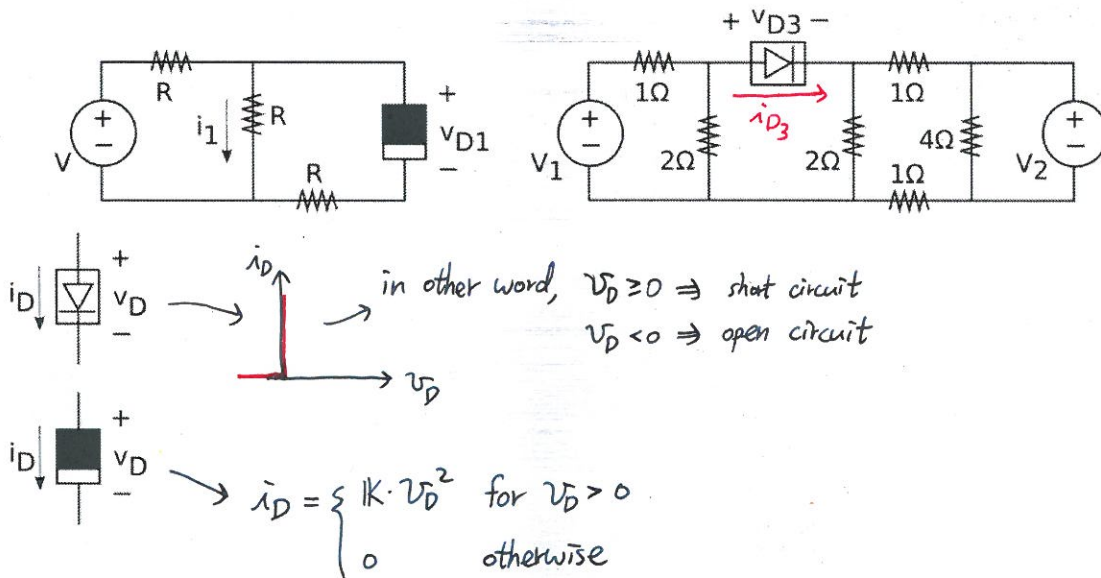 R
i1
R
V
+
−
+
vD1
−
R
+ vD3 −
1Ω
iD3
1Ω
V1
+
−
2Ω
2Ω
4Ω
+
−
V2
1Ω
iD
+
vD
−
iD
vD
in other word, vD ≥ 0 ⇒ short circuit
vD < 0 ⇒ open circuit
iD
+
vD
−
iD = { K · vD² for vD > 0
0 otherwise